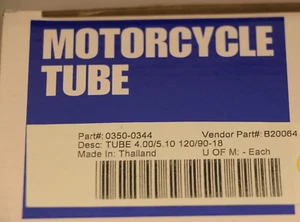 MOTORCYCLE
TUBE
Part#: 0350-0344 Vendor Part#: B20064
Desc: TUBE 4.00/5.10 120/90-18
Made In: Thailand U OF M: - Each